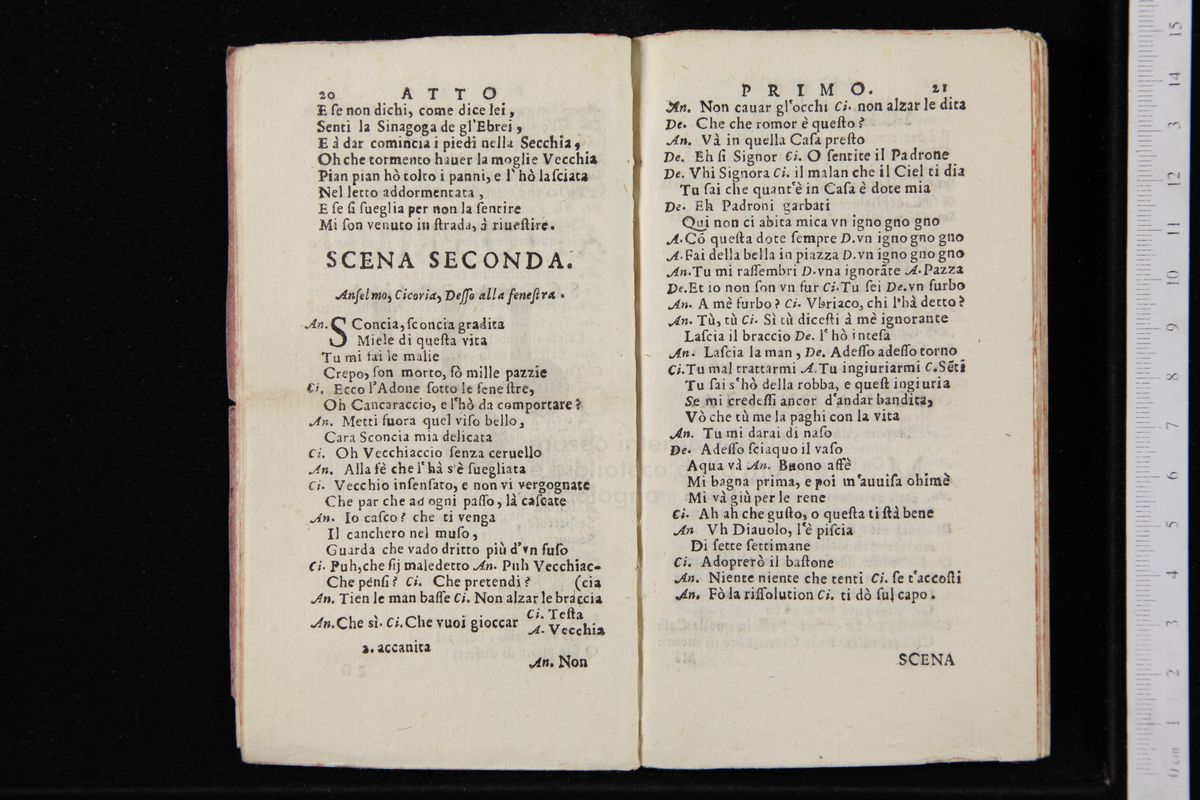 20 ATTO
E ſe non dichi, come dice lei,
Senti la Sinagoga de gl'Ebrei,
E à dar comincia i piedi nella Secchia,
Oh che tormento hauer la moglie Vecchia
Pian pian hò tolto i panni, e l'hò laſciata
Nel letto addormentata,
E ſe ſi ſueglia per non la ſentire
Mi ſon venuto in ſtrada, à riueſtire.
SCENA SECONDA.
Anſelmo, Cicoria, Deſſo alla feneſtra.
An. SConcia, ſconcia gradita
Miele di queſta vita
Tu mi fai le malie
Crepo, ſon morto, fò mille pazzie
Ci. Ecco l'Adone ſotto le feneſtre,
Oh Cancaraccio, e l'hò da comportare?
An. Metti fuora quel viſo bello,
Cara Sconcia mia delicata
Ci. Oh Vecchiaccio ſenza ceruello
An. Alla fè che l'hà s'è ſuegliata
Ci. Vecchio inſenſato, e non vi vergognate
Che par che ad ogni paſſo, là caſcate
An. Io caſco? che ti venga
Il canchero nel muſo,
Guarda che vado dritto più d'vn fuſo
Ci. Puh, che ſij maledetto An. Puh Vecchiac-
Che penſi? Ci. Che pretendi? (cia
An. Tien le man baſſe Ci. Non alzar le braccia
An. Che sì. Ci. Che vuoi gioccar Ci. Teſta
A. Vecchia
2. accanita
An. Non
PRIMO. 21
An. Non cauar gl'occhi Ci. non alzar le dita
De. Che che romor è queſto?
An. Và in quella Caſa preſto
De. Eh ſi Signor Ci. O ſentite il Padrone
De. Vhi Signora Ci. il malan che il Ciel ti dia
Tu ſai che quant'è in Caſa è dote mia
De. Eh Padroni garbati
Qui non ci abita mica vn igno gno gno
A. Cõ queſta dote ſempre D. vn igno gno gno
A. Fai della bella in piazza D. vn igno gno gno
An. Tu mi raſſembri D. vna ignorãte A. Pazza
De. Et io non ſon vn fur Ci. Tu ſei De. vn furbo
An. A mè furbo? Ci. Vbriaco, chi l'hà detto?
An. Tù, tù Ci. Sì tù diceſti à mè ignorante
Laſcia il braccio De. l'hò inteſa
An. Laſcia la man, De. Adeſſo adeſſo torno
Ci. Tu mal trattarmi A. Tu ingiuriarmi C. Sẽti
Tu ſai s'hò della robba, e queſt ingiuria
Se mi credeſſi ancor d'andar bandita,
Vò che tù me la paghi con la vita
An. Tu mi darai di naſo
De. Adeſſo ſciaquo il vaſo
Aqua và An. Buono affè
Mi bagna prima, e poi m'auuiſa ohimè
Mi và giù per le rene
Ci. Ah ah che guſto, o queſta ti ſtà bene
An Vh Diauolo, l'è piſcia
Di ſette ſettimane
Ci. Adoprerò il baſtone
An. Niente niente che tenti Ci. ſe t'accoſti
An. Fò la riſſolution Ci. ti dò ſul capo.
SCENA